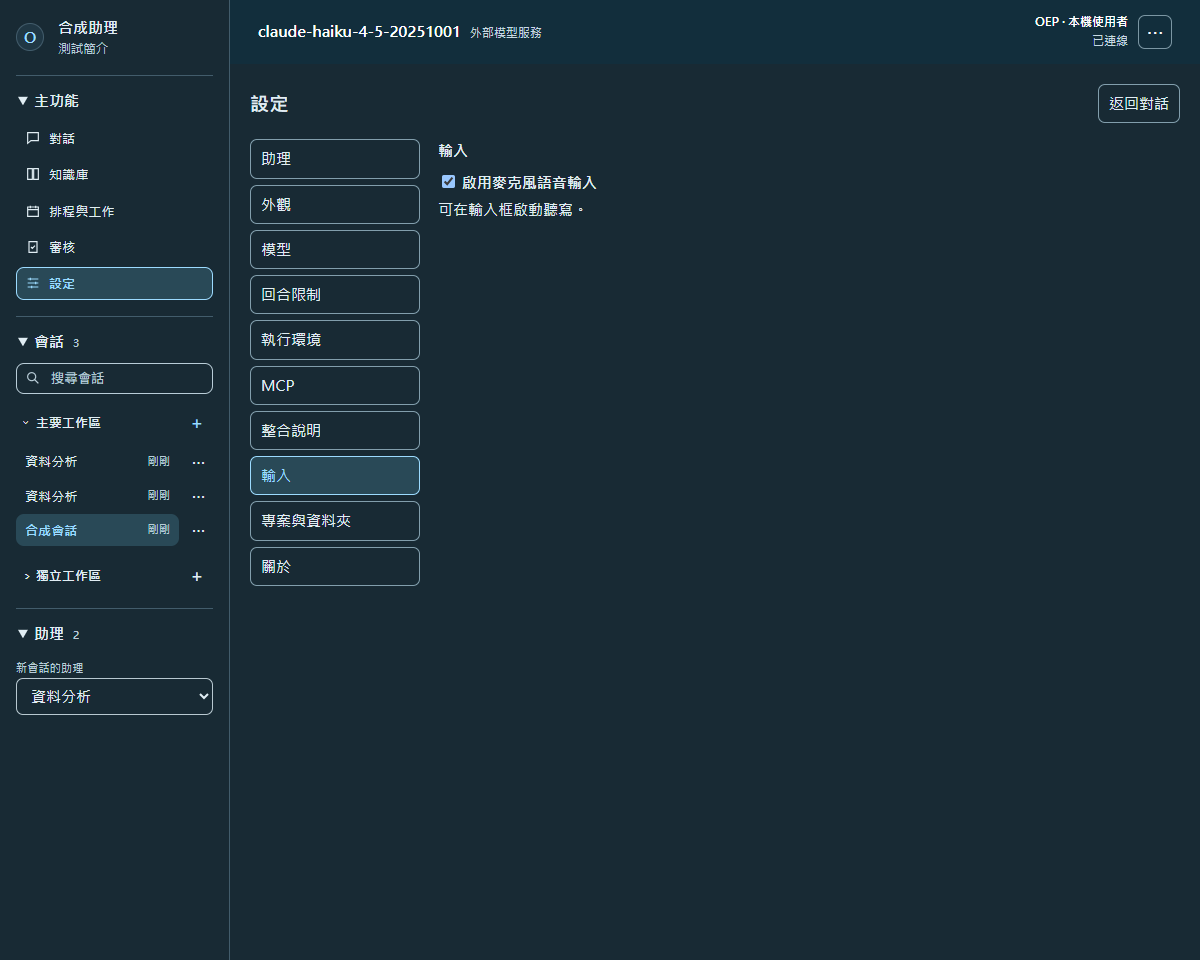 O
合成助理
測試簡介
▼ 主功能
對話
知識庫
排程與工作
審核
設定
▼ 會話 3
搜尋會話
主要工作區 +
資料分析 剛剛 ...
資料分析 剛剛 ...
合成會話 剛剛 ...
獨立工作區 +
▼ 助理 2
新會話的助理
資料分析
claude-haiku-4-5-20251001 外部模型服務
OEP · 本機使用者
已連線
...
設定
返回對話
助理
外觀
模型
回合限制
執行環境
MCP
整合說明
輸入
專案與資料夾
關於
輸入
啟用麥克風語音輸入
可在輸入框啟動聽寫。